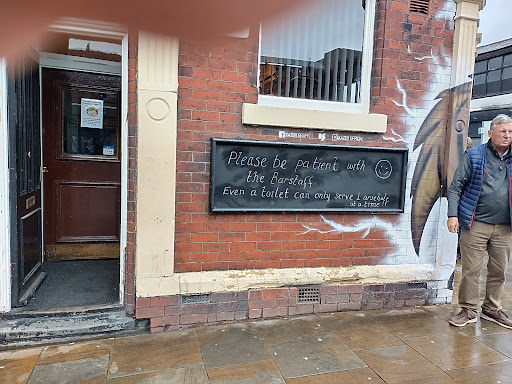 Please be patient with
the Barstaff
Even a toilet can only serve 1 arsehole
at a time!